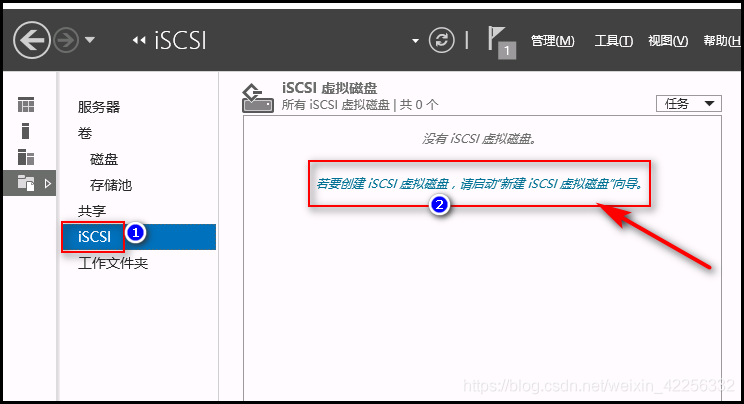 iSCSI
1
管理(M)
工具(T)
视图(V)
帮助(H
服务器
卷
磁盘
存储池
共享
iSCSI
1
工作文件夹
iSCSI 虚拟磁盘
所有 iSCSI 虚拟磁盘 | 共 0 个
任务
没有 iSCSI 虚拟磁盘。
若要创建 iSCSI 虚拟磁盘，请启动“新建 iSCSI 虚拟磁盘”向导。
2
https://blog.csdn.net/weixin_42256332